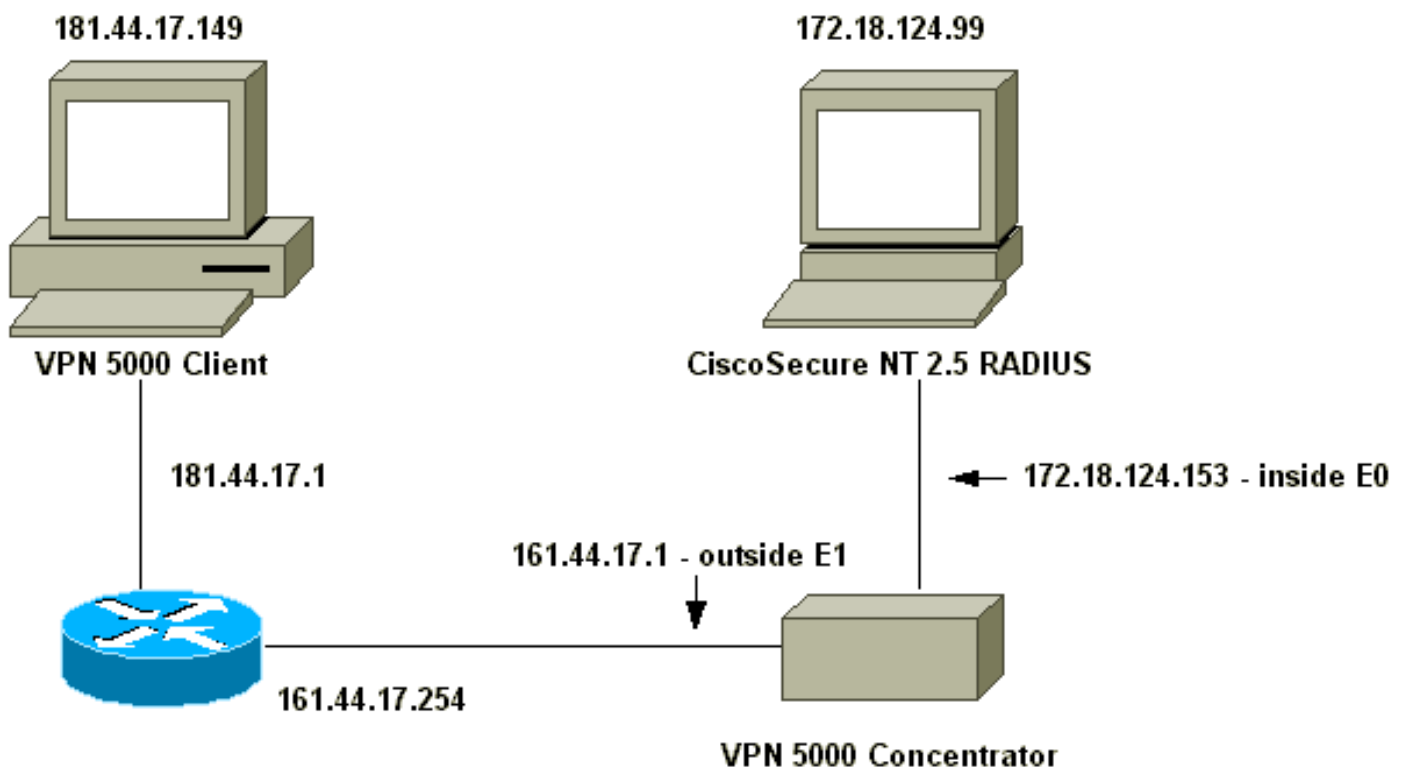 181.44.17.149
172.18.124.99
VPN 5000 Client
CiscoSecure NT 2.5 RADIUS
181.44.17.1
172.18.124.153 - inside E0
161.44.17.1 - outside E1
161.44.17.254
VPN 5000 Concentrator